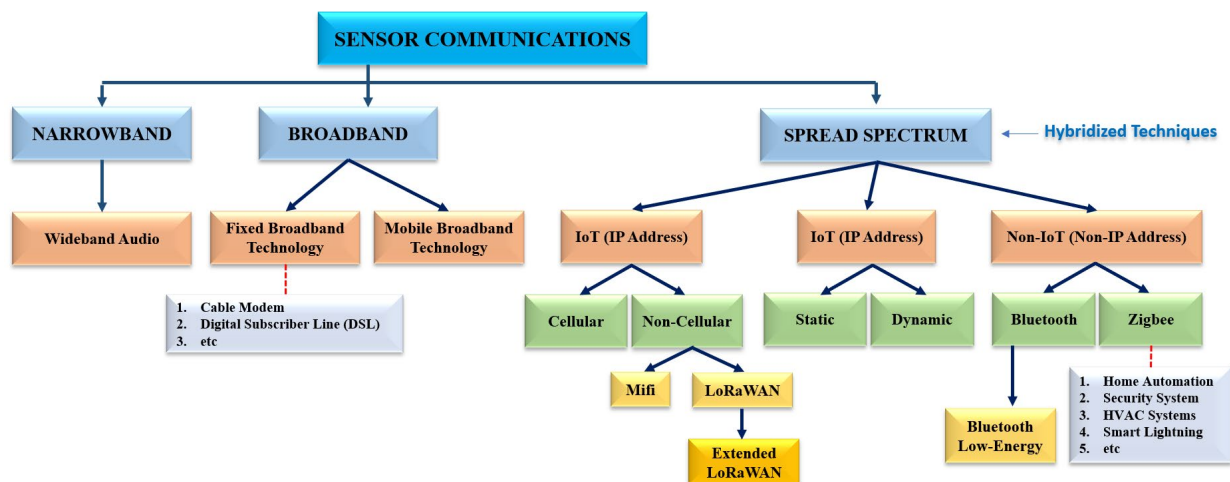 SENSOR COMMUNICATIONS
NARROWBAND
BROADBAND
SPREAD SPECTRUM
Hybridized Techniques
Wideband Audio
Fixed Broadband
Technology
Mobile Broadband
Technology
IoT (IP Address)
IoT (IP Address)
Non-IoT (Non-IP Address)
1. Cable Modem
2. Digital Subscriber Line (DSL)
3. etc
Cellular
Non-Cellular
Static
Dynamic
Bluetooth
Zigbee
Mifi
LoRaWAN
Extended
LoRaWAN
Bluetooth
Low-Energy
1. Home Automation
2. Security System
3. HVAC Systems
4. Smart Lightning
5. etc